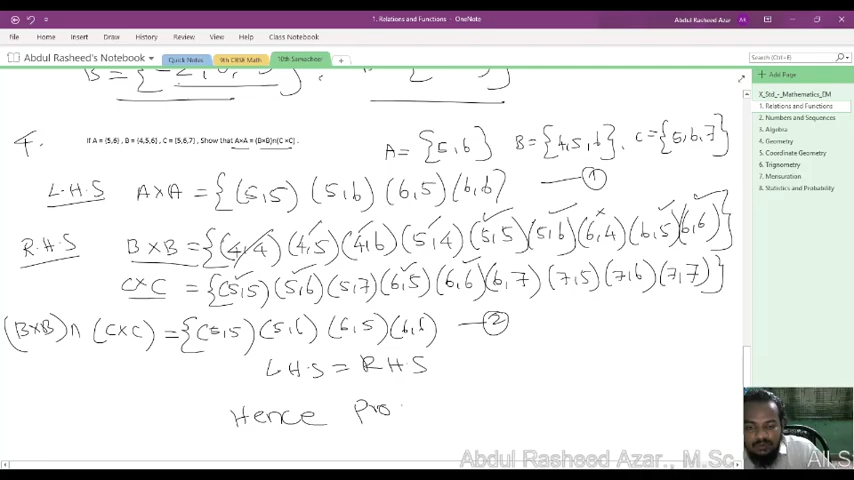 1. Relations and Functions - OneNote
Abdul Rasheed Azar
AR
File Home Insert Draw History Review View Help Class Notebook
Abdul Rasheed's Notebook
Quick Notes
9th CBSE Math
10th Samacheer
Search (Ctrl+E)
Add Page
X_Std_-_Mathematics_EM
1. Relations and Functions
2. Numbers and Sequences
3. Algebra
4. Geometry
5. Coordinate Geometry
6. Trigonometry
7. Mensuration
8. Statistics and Probability
4. If A = {5,6} , B = {4,5,6} , C = {5,6,7} , Show that A×A = (B×B)∩(C ×C) .
A = {5,6} B = {4,5,6}, C = {5,6,7}
L.H.S A×A = {(5,5) (5,6) (6,5) (6,6)} — 1
R.H.S B×B = {(4,4) (4,5) (4,6) (5,4) (5,5) (5,6) (6,4) (6,5) (6,6)}
C×C = {(5,5) (5,6) (5,7) (6,5) (6,6) (6,7) (7,5) (7,6) (7,7)}
(B×B)∩(C×C) = {(5,5) (5,6) (6,5) (6,6) — 2
L.H.S = R.H.S
Hence pro
Abdul Rasheed Azar., M.Sc